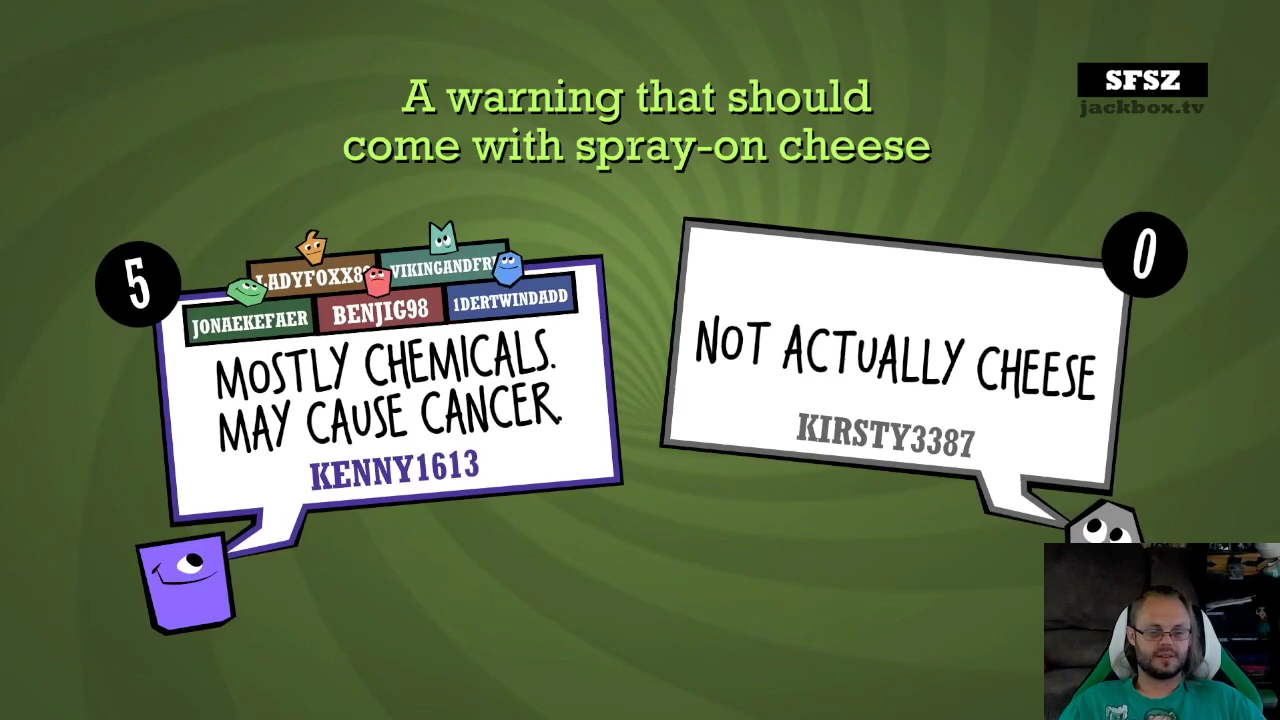 A warning that should
come with spray-on cheese
SFSZ
jackbox.tv
5
LADYFOXX8
VIKINGANDFR
JONAEKEFAER
BENJIG98
1DERTWINDADD
MOSTLY CHEMICALS.
MAY CAUSE CANCER.
KENNY1613
0
NOT ACTUALLY CHEESE
KIRSTY3387